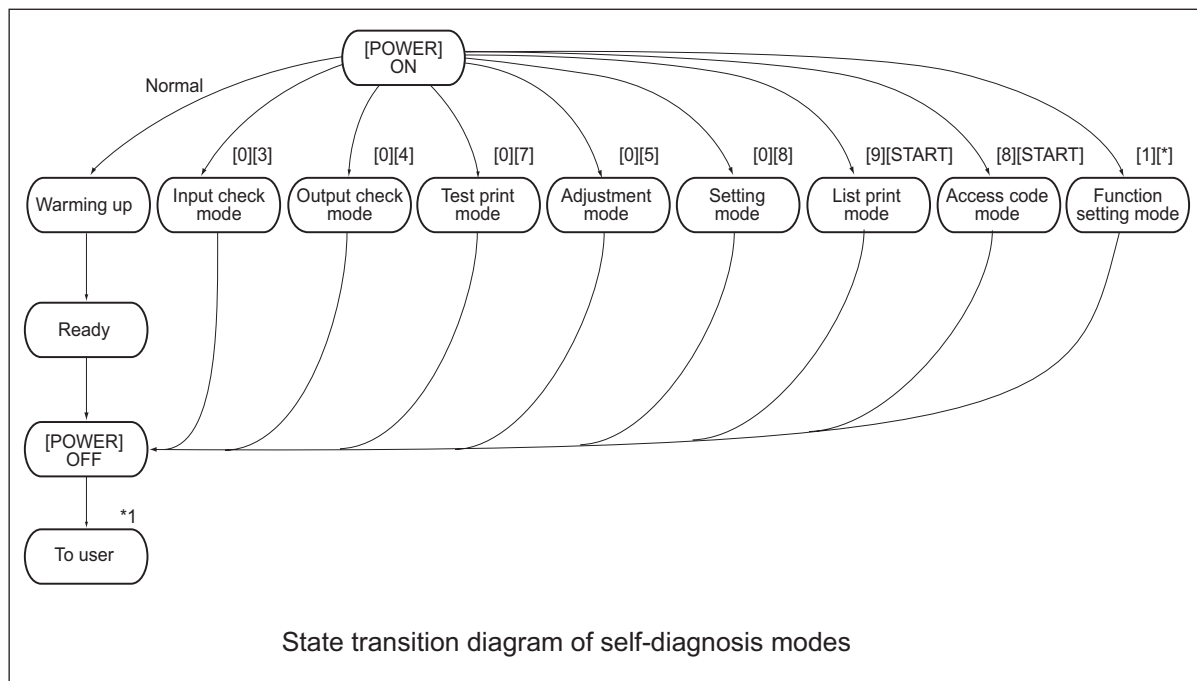 [POWER]
ON
Normal
[0][3]
[0][4]
[0][7]
[0][5]
[0][8]
[9][START]
[8][START]
[1][*]
Warming up
Input check
mode
Output check
mode
Test print
mode
Adjustment
mode
Setting
mode
List print
mode
Access code
mode
Function
setting mode
Ready
[POWER]
OFF
*1
To user
State transition diagram of self-diagnosis modes